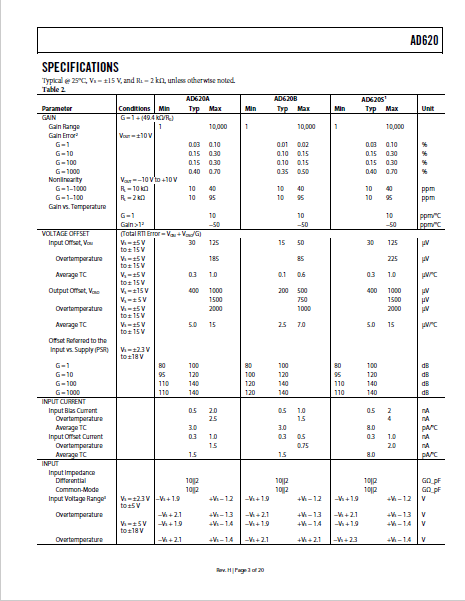 AD620
SPECIFICATIONS
Typical @ 25°C, VS = ±15 V, and RL = 2 kΩ, unless otherwise noted.
Table 2.
AD620A AD620B AD620S1
Parameter Conditions Min Typ Max Min Typ Max Min Typ Max Unit
GAIN G = 1 + (49.4 kΩ/RG)
Gain Range 1 10,000 1 10,000 1 10,000
Gain Error2 VOUT = ±10 V
G = 1 0.03 0.10 0.01 0.02 0.03 0.10 %
G = 10 0.15 0.30 0.10 0.15 0.15 0.30 %
G = 100 0.15 0.30 0.10 0.15 0.15 0.30 %
G = 1000 0.40 0.70 0.35 0.50 0.40 0.70 %
Nonlinearity VOUT = −10 V to +10 V
G = 1–1000 RL = 10 kΩ 10 40 10 40 10 40 ppm
G = 1–100 RL = 2 kΩ 10 95 10 95 10 95 ppm
Gain vs. Temperature
G = 1 10 10 10 ppm/°C
Gain >12 −50 −50 −50 ppm/°C
VOLTAGE OFFSET (Total RTI Error = VOSI + VOSO/G)
Input Offset, VOSI VS = ±5 V 30 125 15 50 30 125 µV
to ± 15 V
Overtemperature VS = ±5 V 185 85 225 µV
to ± 15 V
Average TC VS = ±5 V 0.3 1.0 0.1 0.6 0.3 1.0 µV/°C
to ± 15 V
Output Offset, VOSO VS = ±15 V 400 1000 200 500 400 1000 µV
VS = ± 5 V 1500 750 1500 µV
Overtemperature VS = ±5 V 2000 1000 2000 µV
to ± 15 V
Average TC VS = ±5 V 5.0 15 2.5 7.0 5.0 15 µV/°C
to ± 15 V
Offset Referred to the
Input vs. Supply (PSR) VS = ±2.3 V
to ±18 V
G = 1 80 100 80 100 80 100 dB
G = 10 95 120 100 120 95 120 dB
G = 100 110 140 120 140 110 140 dB
G = 1000 110 140 120 140 110 140 dB
INPUT CURRENT
Input Bias Current 0.5 2.0 0.5 1.0 0.5 2 nA
Overtemperature 2.5 1.5 4 nA
Average TC 3.0 3.0 8.0 pA/°C
Input Offset Current 0.3 1.0 0.3 0.5 0.3 1.0 nA
Overtemperature 1.5 0.75 2.0 nA
Average TC 1.5 1.5 8.0 pA/°C
INPUT
Input Impedance
Differential 10||2 10||2 10||2 GΩ_pF
Common-Mode 10||2 10||2 10||2 GΩ_pF
Input Voltage Range3 VS = ±2.3 V −VS + 1.9 +VS − 1.2 −VS + 1.9 +VS − 1.2 −VS + 1.9 +VS − 1.2 V
to ±5 V
Overtemperature −VS + 2.1 +VS − 1.3 −VS + 2.1 +VS − 1.3 −VS + 2.1 +VS − 1.3 V
VS = ± 5 V −VS + 1.9 +VS − 1.4 −VS + 1.9 +VS − 1.4 −VS + 1.9 +VS − 1.4 V
to ±18 V
Overtemperature −VS + 2.1 +VS − 1.4 −VS + 2.1 +VS + 2.1 −VS + 2.3 +VS − 1.4 V
Rev. H | Page 3 of 20